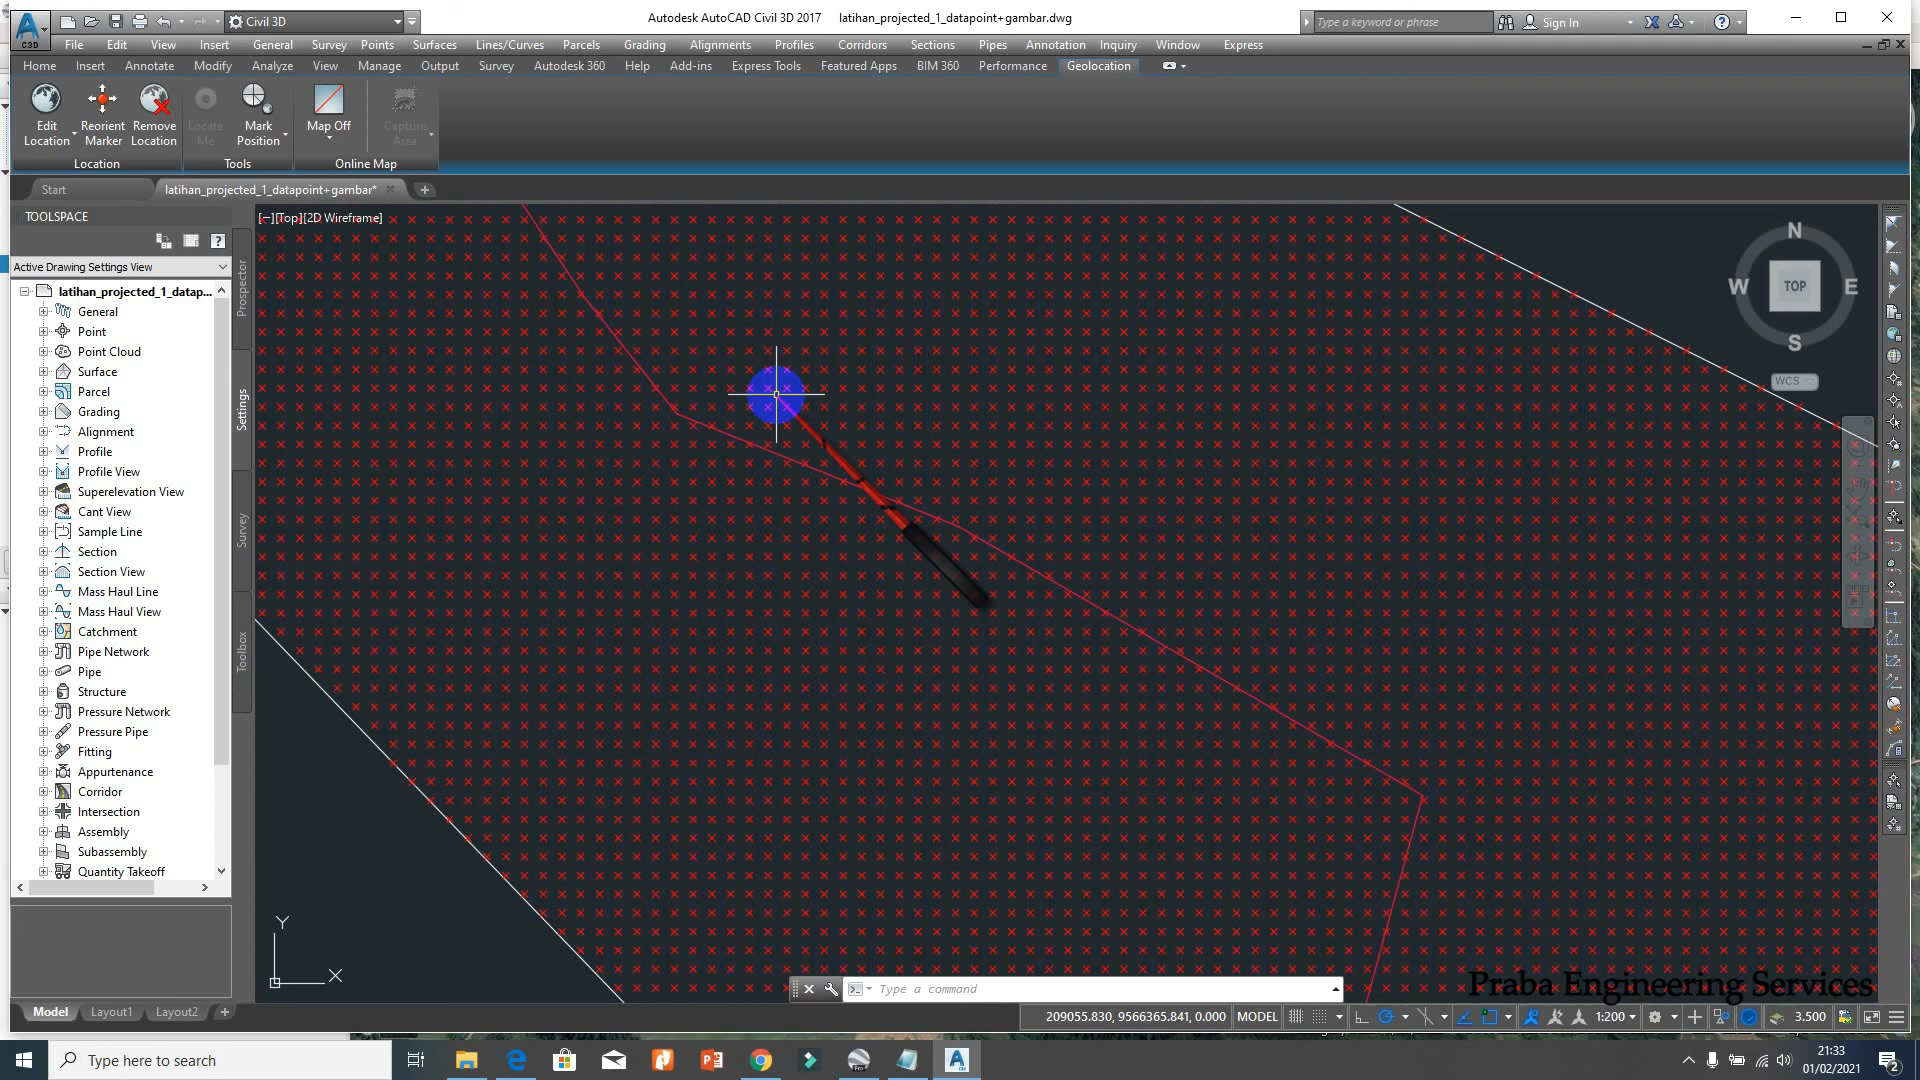 C3D
Civil 3D
Autodesk AutoCAD Civil 3D 2017 latihan_projected_1_datapoint+gambar.dwg
Type a keyword or phrase
Sign In
File Edit View Insert General Survey Points Surfaces Lines/Curves Parcels Grading Alignments Profiles Corridors Sections Pipes Annotation Inquiry Window Express
Home Insert Annotate Modify Analyze View Manage Output Survey Autodesk 360 Help Add-ins Express Tools Featured Apps BIM 360 Performance Geolocation
Edit Location
Reorient Marker
Remove Location
Locate Me
Mark Position
Map Off
Capture Area
Location Tools Online Map
Start latihan_projected_1_datapoint+gambar*
TOOLSPACE
Active Drawing Settings View
latihan_projected_1_datap...
General
Point
Point Cloud
Surface
Parcel
Grading
Alignment
Profile
Profile View
Superelevation View
Cant View
Sample Line
Section
Section View
Mass Haul Line
Mass Haul View
Catchment
Pipe Network
Pipe
Structure
Pressure Network
Pressure Pipe
Fitting
Appurtenance
Corridor
Intersection
Assembly
Subassembly
Quantity Takeoff
Prospector
Settings
Survey
Toolbox
[−][Top][2D Wireframe]
N
W TOP E
S
WCS
Y
X
Type a command
Praba Engineering Services
Model Layout1 Layout2 +
209055.830, 9566365.841, 0.000 MODEL 1:200 3.500
Type here to search
21:33
01/02/2021
2